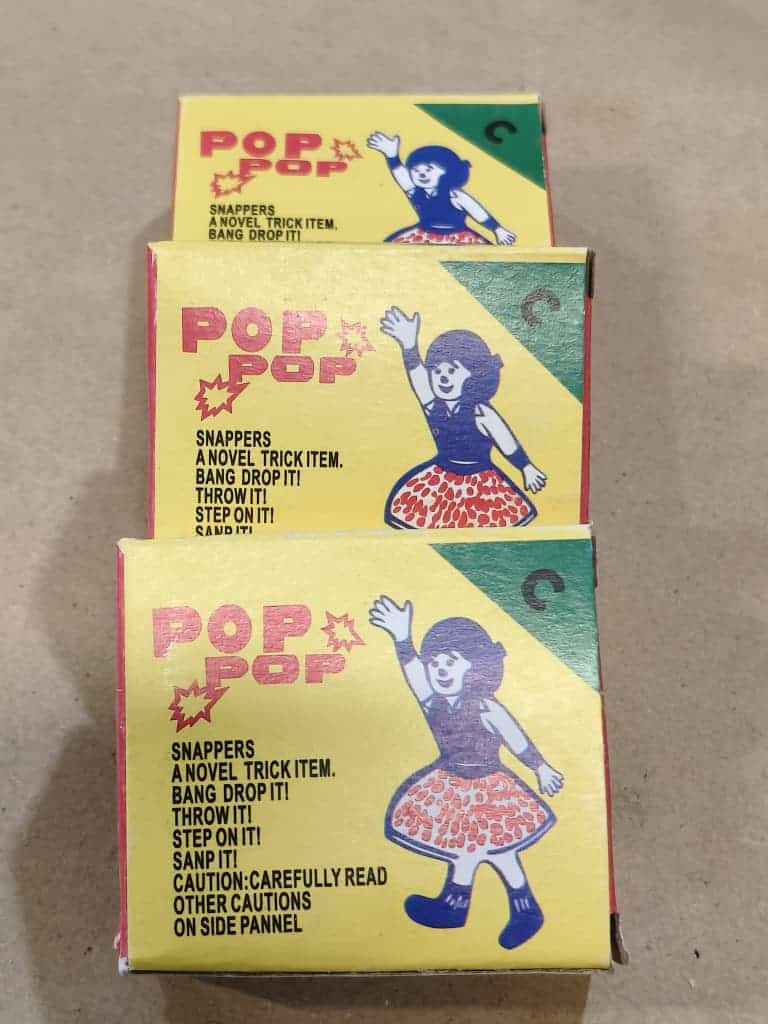 POP
POP
C
SNAPPERS
A NOVEL TRICK ITEM.
BANG DROP IT!
POP
POP
C
SNAPPERS
A NOVEL TRICK ITEM.
BANG DROP IT!
THROW IT!
STEP ON IT!
SANP IT!
POP
POP
C
SNAPPERS
A NOVEL TRICK ITEM.
BANG DROP IT!
THROW IT!
STEP ON IT!
SANP IT!
CAUTION:CAREFULLY READ
OTHER CAUTIONS
ON SIDE PANNEL